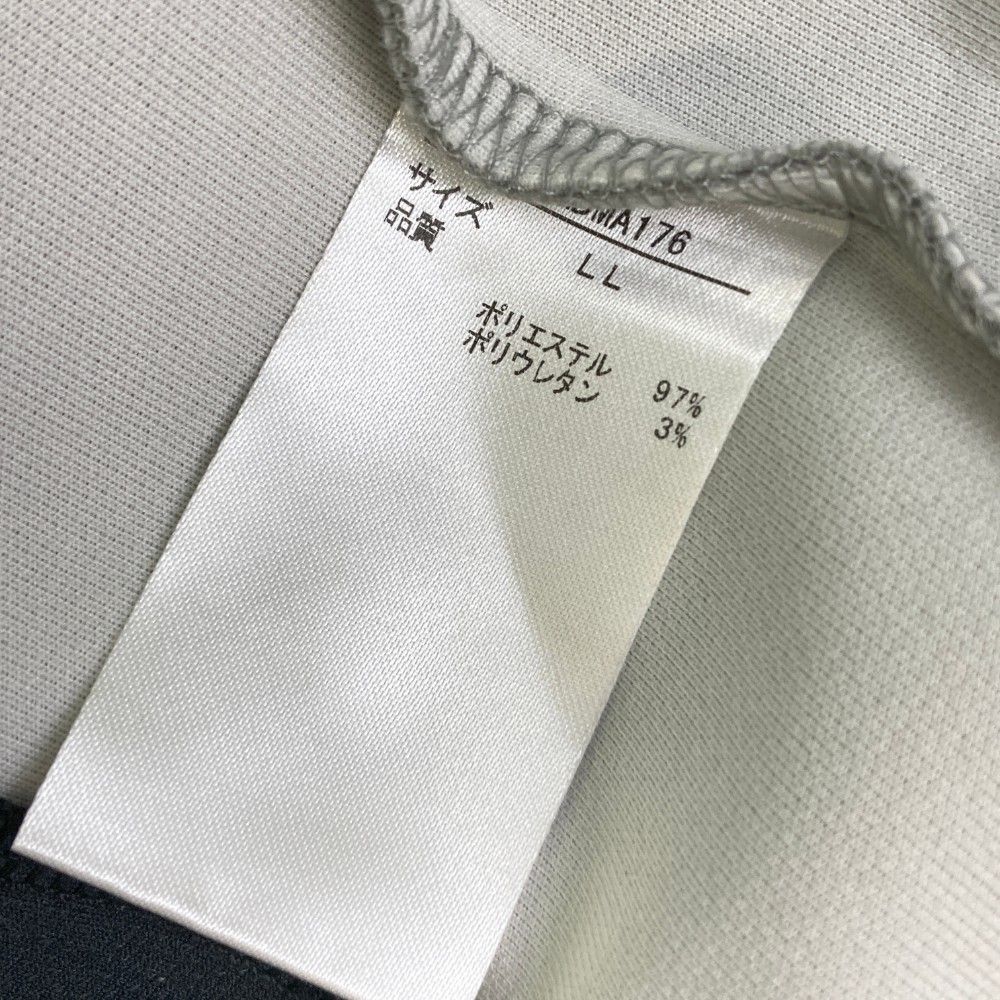 MA176
サイズ LL
品質
ポリエステル 97%
ポリウレタン 3%